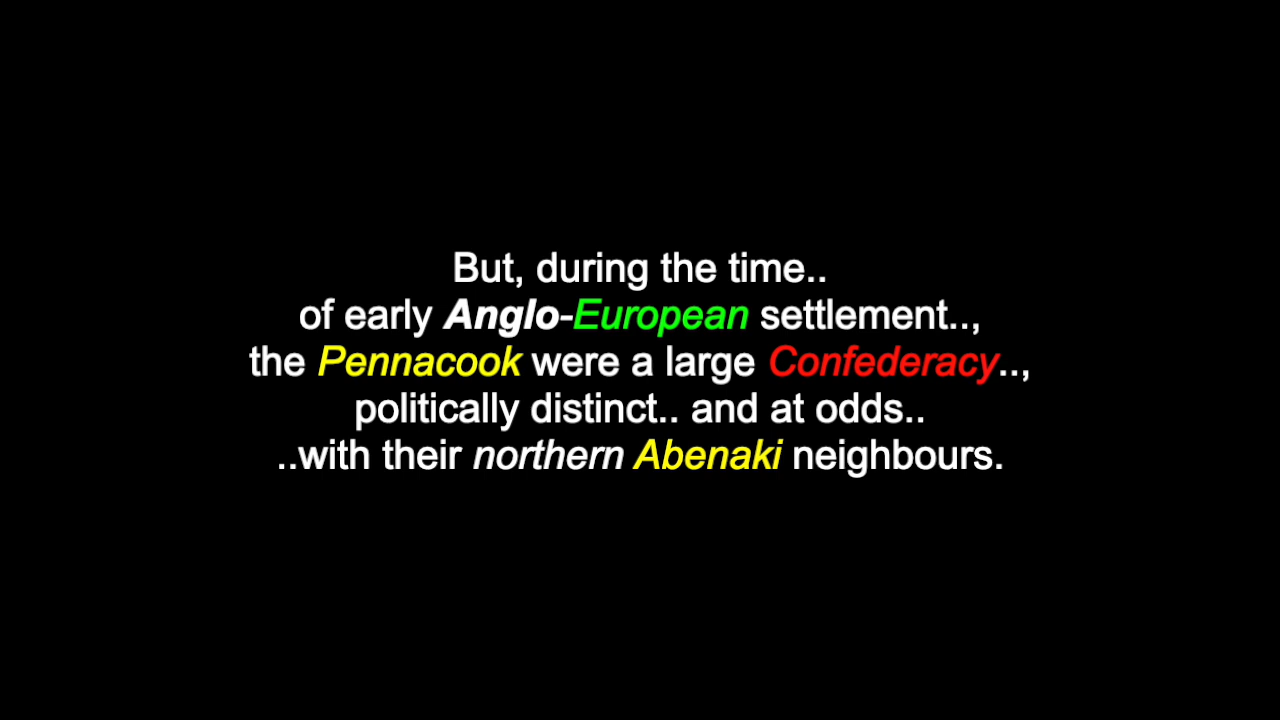 But, during the time..
of early Anglo-European settlement..,
the Pennacook were a large Confederacy..,
politically distinct.. and at odds..
..with their northern Abenaki neighbours.